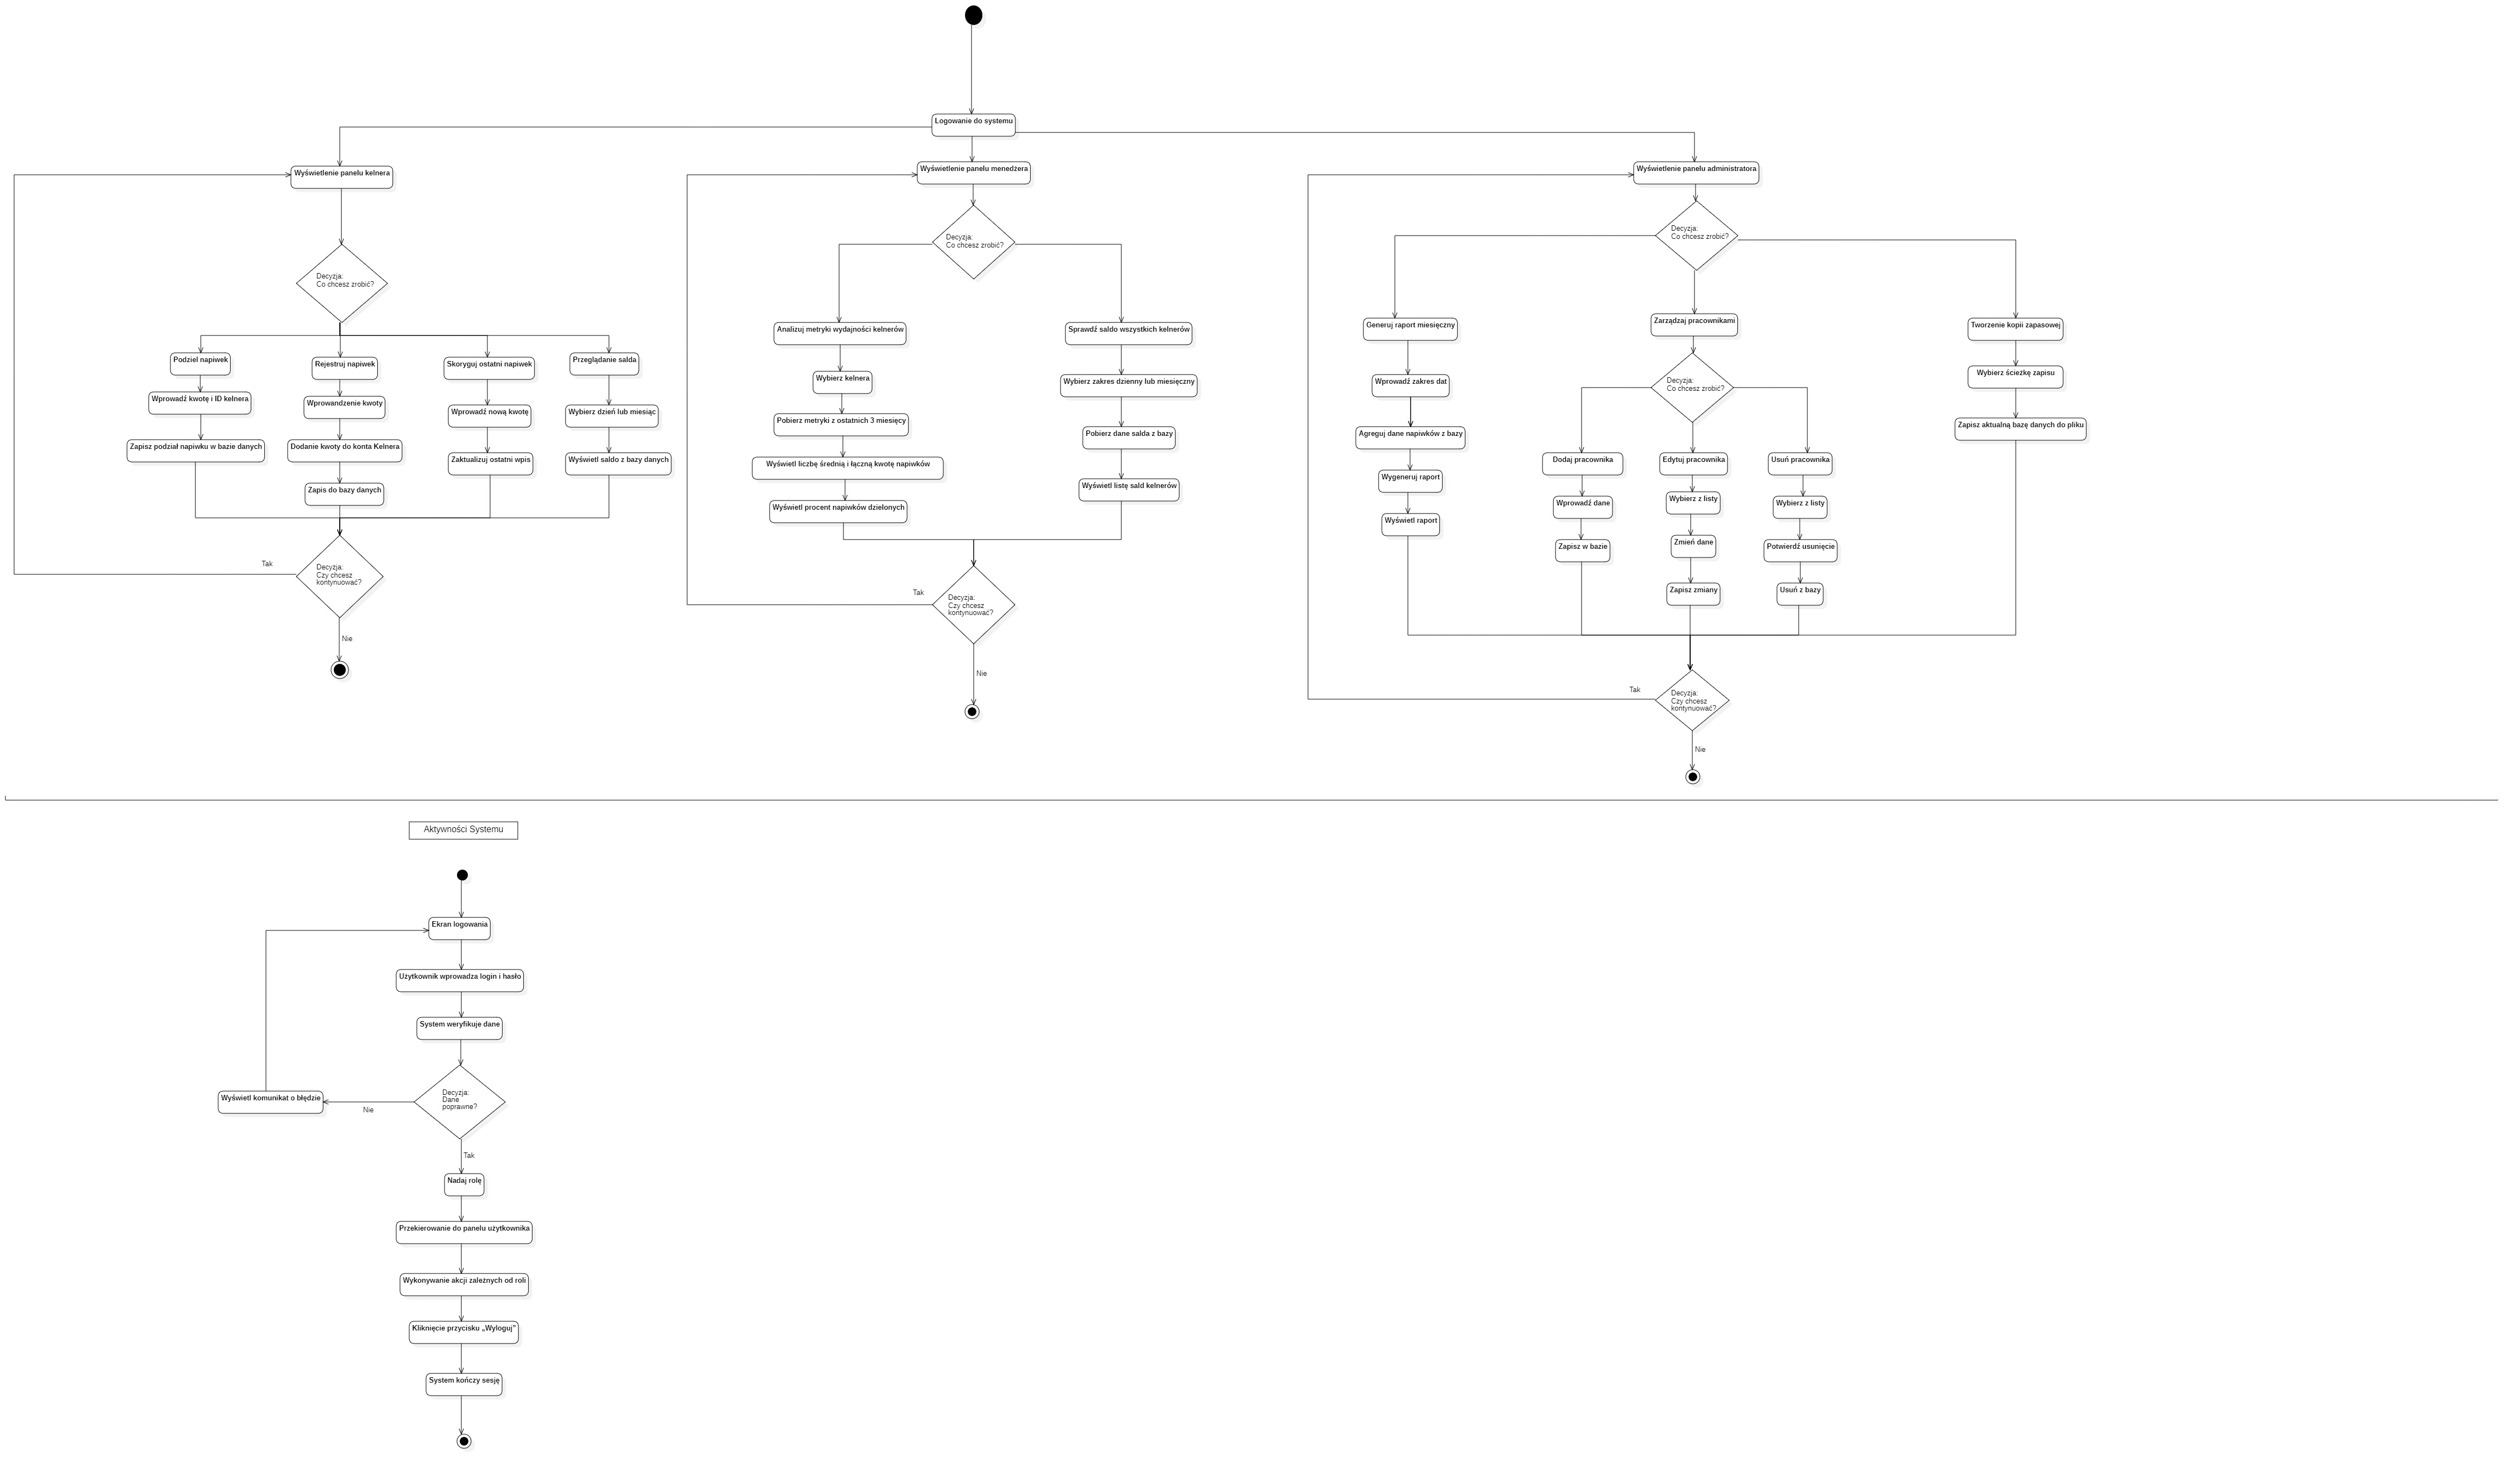 Logowanie do systemu
Wyświetlenie panelu kelnera
Wyświetlenie panelu menedżera
Wyświetlenie panelu administratora
Decyzja:
Co chcesz zrobić?
Podziel napiwek
Rejestruj napiwek
Skoryguj ostatni napiwek
Przeglądanie salda
Wprowadź kwotę i ID kelnera
Wprowandzenie kwoty
Wprowadź nową kwotę
Wybierz dzień lub miesiąc
Zapisz podział napiwku w bazie danych
Dodanie kwoty do konta Kelnera
Zaktualizuj ostatni wpis
Wyświetl saldo z bazy danych
Zapis do bazy danych
Tak
Decyzja:
Czy chcesz
kontynuować?
Nie
Decyzja:
Co chcesz zrobić?
Analizuj metryki wydajności kelnerów
Sprawdź saldo wszystkich kelnerów
Wybierz kelnera
Wybierz zakres dzienny lub miesięczny
Pobierz metryki z ostatnich 3 miesięcy
Pobierz dane salda z bazy
Wyświetl liczbę średnią i łączną kwotę napiwków
Wyświetl listę sald kelnerów
Wyświetl procent napiwków dzielonych
Tak
Decyzja:
Czy chcesz
kontynuować?
Nie
Decyzja:
Co chcesz zrobić?
Generuj raport miesięczny
Zarządzaj pracownikami
Tworzenie kopii zapasowej
Wprowadź zakres dat
Decyzja:
Co chcesz zrobić?
Wybierz ścieżkę zapisu
Agreguj dane napiwków z bazy
Zapisz aktualną bazę danych do pliku
Wygeneruj raport
Dodaj pracownika
Edytuj pracownika
Usuń pracownika
Wyświetl raport
Wprowadź dane
Wybierz z listy
Wybierz z listy
Zapisz w bazie
Zmień dane
Potwierdź usunięcie
Zapisz zmiany
Usuń z bazy
Tak
Decyzja:
Czy chcesz
kontynuować?
Nie
Aktywności Systemu
Ekran logowania
Użytkownik wprowadza login i hasło
System weryfikuje dane
Decyzja:
Dane
poprawne?
Wyświetl komunikat o błędzie
Nie
Tak
Nadaj rolę
Przekierowanie do panelu użytkownika
Wykonywanie akcji zależnych od roli
Kliknięcie przycisku „Wyloguj”
System kończy sesję